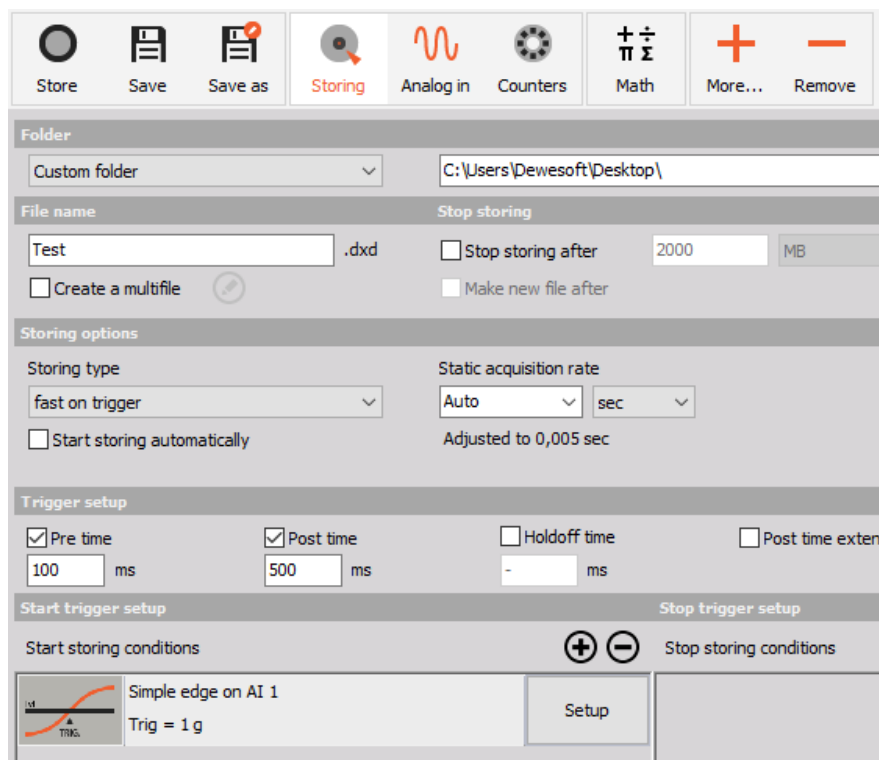 Store Save Save as Storing Analog in Counters Math More... Remove
Folder
Custom folder C:\Users\Dewesoft\Desktop\
File name Stop storing
Test .dxd Stop storing after 2000 MB
Create a multifile Make new file after
Storing options
Storing type Static acquisition rate
fast on trigger Auto sec
Start storing automatically Adjusted to 0,005 sec
Trigger setup
Pre time Post time Holdoff time Post time exten
100 ms 500 ms - ms
Start trigger setup Stop trigger setup
Start storing conditions Stop storing conditions
Simple edge on AI 1
Trig = 1 g
Setup
lvl
TRIG.